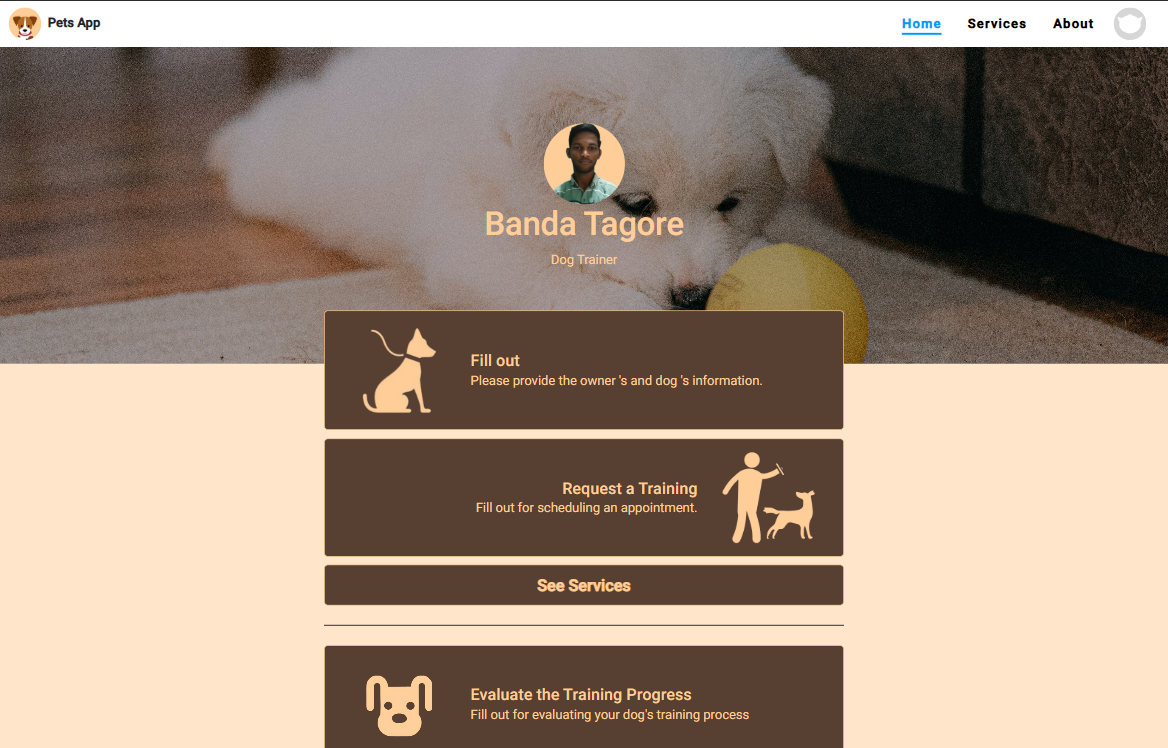 Pets App
Home Services About
Banda Tagore
Dog Trainer
Fill out
Please provide the owner 's and dog 's information.
Request a Training
Fill out for scheduling an appointment.
See Services
Evaluate the Training Progress
Fill out for evaluating your dog's training process